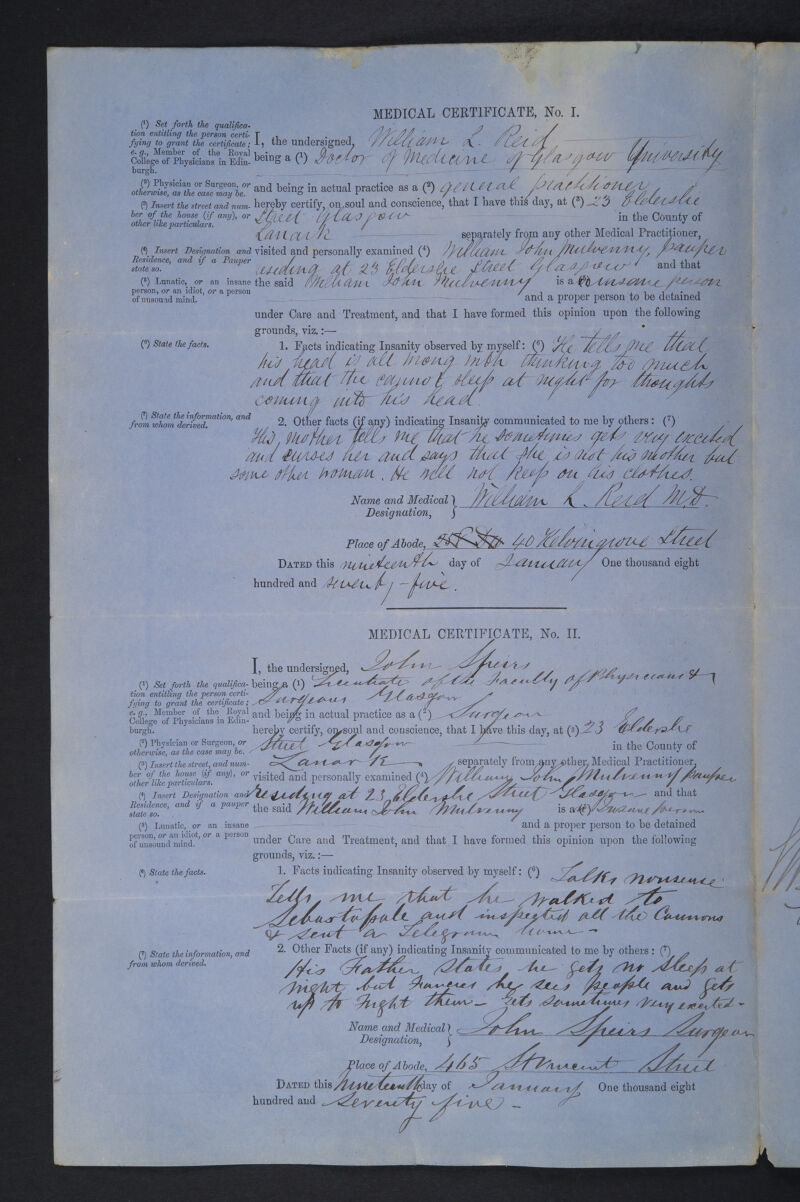 MEDICAL CERTIFICATE, No. I.
(¹) Set forth the qualifica-
tion entitling the person certi-
fying to grant the certificate;
e. g., Member of the Royal
College of Physicians in Edin-
burgh.
I, the undersigned, William L. Reid
being a (¹) Doctor of Medicine of Glasgow University
(²) Physician or Surgeon, or
otherwise, as the case may be.
and being in actual practice as a (²) general practitioner
(³) Insert the street and num-
ber of the house (if any), or
other like particulars.
hereby certify, on soul and conscience, that I have this day, at (³) 23 Elderslie
Street Glasgow in the County of
Lanark separately from any other Medical Practitioner,
(⁴) Insert Designation and
Residence, and if a Pauper
state so.
visited and personally examined (⁴) William John Mulvenny, pauper
residing at 23 Elderslie Street Glasgow and that
(⁵) Lunatic, or an insane
person, or an idiot, or a person
of unsound mind.
the said William John Mulvenny is a (⁵) insane person
and a proper person to be detained
under Care and Treatment, and that I have formed this opinion upon the following
grounds, viz.:—
(⁶) State the facts.
1. Facts indicating Insanity observed by myself: (⁶) He tells me that
his head is all wrong with thinking too much
and that he cannot sleep at night for thoughts
coming into his head
(⁷) State the information, and
from whom derived.
2. Other facts (if any) indicating Insanity communicated to me by others: (⁷)
His mother tells me that he sometimes gets very excited
and curses her and says that she is not his mother but
some other woman. He will not keep on his clothes.
Name and Medical Designation, William L. Reid M.D.
Place of Abode, 40 Kelvingrove Street
DATED this nineteenth day of January One thousand eight
hundred and seventy-five.
MEDICAL CERTIFICATE, No. II.
I, the undersigned, John Speirs
(¹) Set forth the qualifica-
tion entitling the person certi-
fying to grant the certificate;
e. g., Member of the Royal
College of Physicians in Edin-
burgh.
being a (¹) Licentiate of the Faculty of Physicians &
Surgeons Glasgow
and being in actual practice as a (²) Surgeon
(²) Physician or Surgeon, or
otherwise, as the case may be.
hereby certify, on soul and conscience, that I have this day, at (³) 23 Elderslie
Street Glasgow in the County of
(³) Insert the street, and num-
ber of the house (if any), or
other like particulars.
Lanark separately from any other Medical Practitioner,
visited and personally examined (⁴) William John Mulvenny pauper
(⁴) Insert Designation and
Residence, and if a pauper
state so.
Residing at 23 Elderslie Street Glasgow and that
the said William John Mulvenny is a (⁵) Insane person
(⁵) Lunatic, or an insane
person, or an idiot, or a person
of unsound mind.
and a proper person to be detained
under Care and Treatment, and that I have formed this opinion upon the following
grounds, viz.:—
(⁶) State the facts.
1. Facts indicating Insanity observed by myself: (⁶) Talks nonsense
Tells me that he walked to
Sebastopole and inspected all the Cannons
& sent a Telegram home -
(⁷) State the information, and
from whom derived.
2. Other Facts (if any) indicating Insanity communicated to me by others: (⁷)
His Father states he gets no sleep at
night but fancies he sees people and gets
up to fight them - Gets sometimes very excited -
Name and Medical Designation, John Speirs Surgeon
Place of Abode, 465 St Vincent Street
DATED this Nineteenth day of January One thousand eight
hundred and Seventy five -